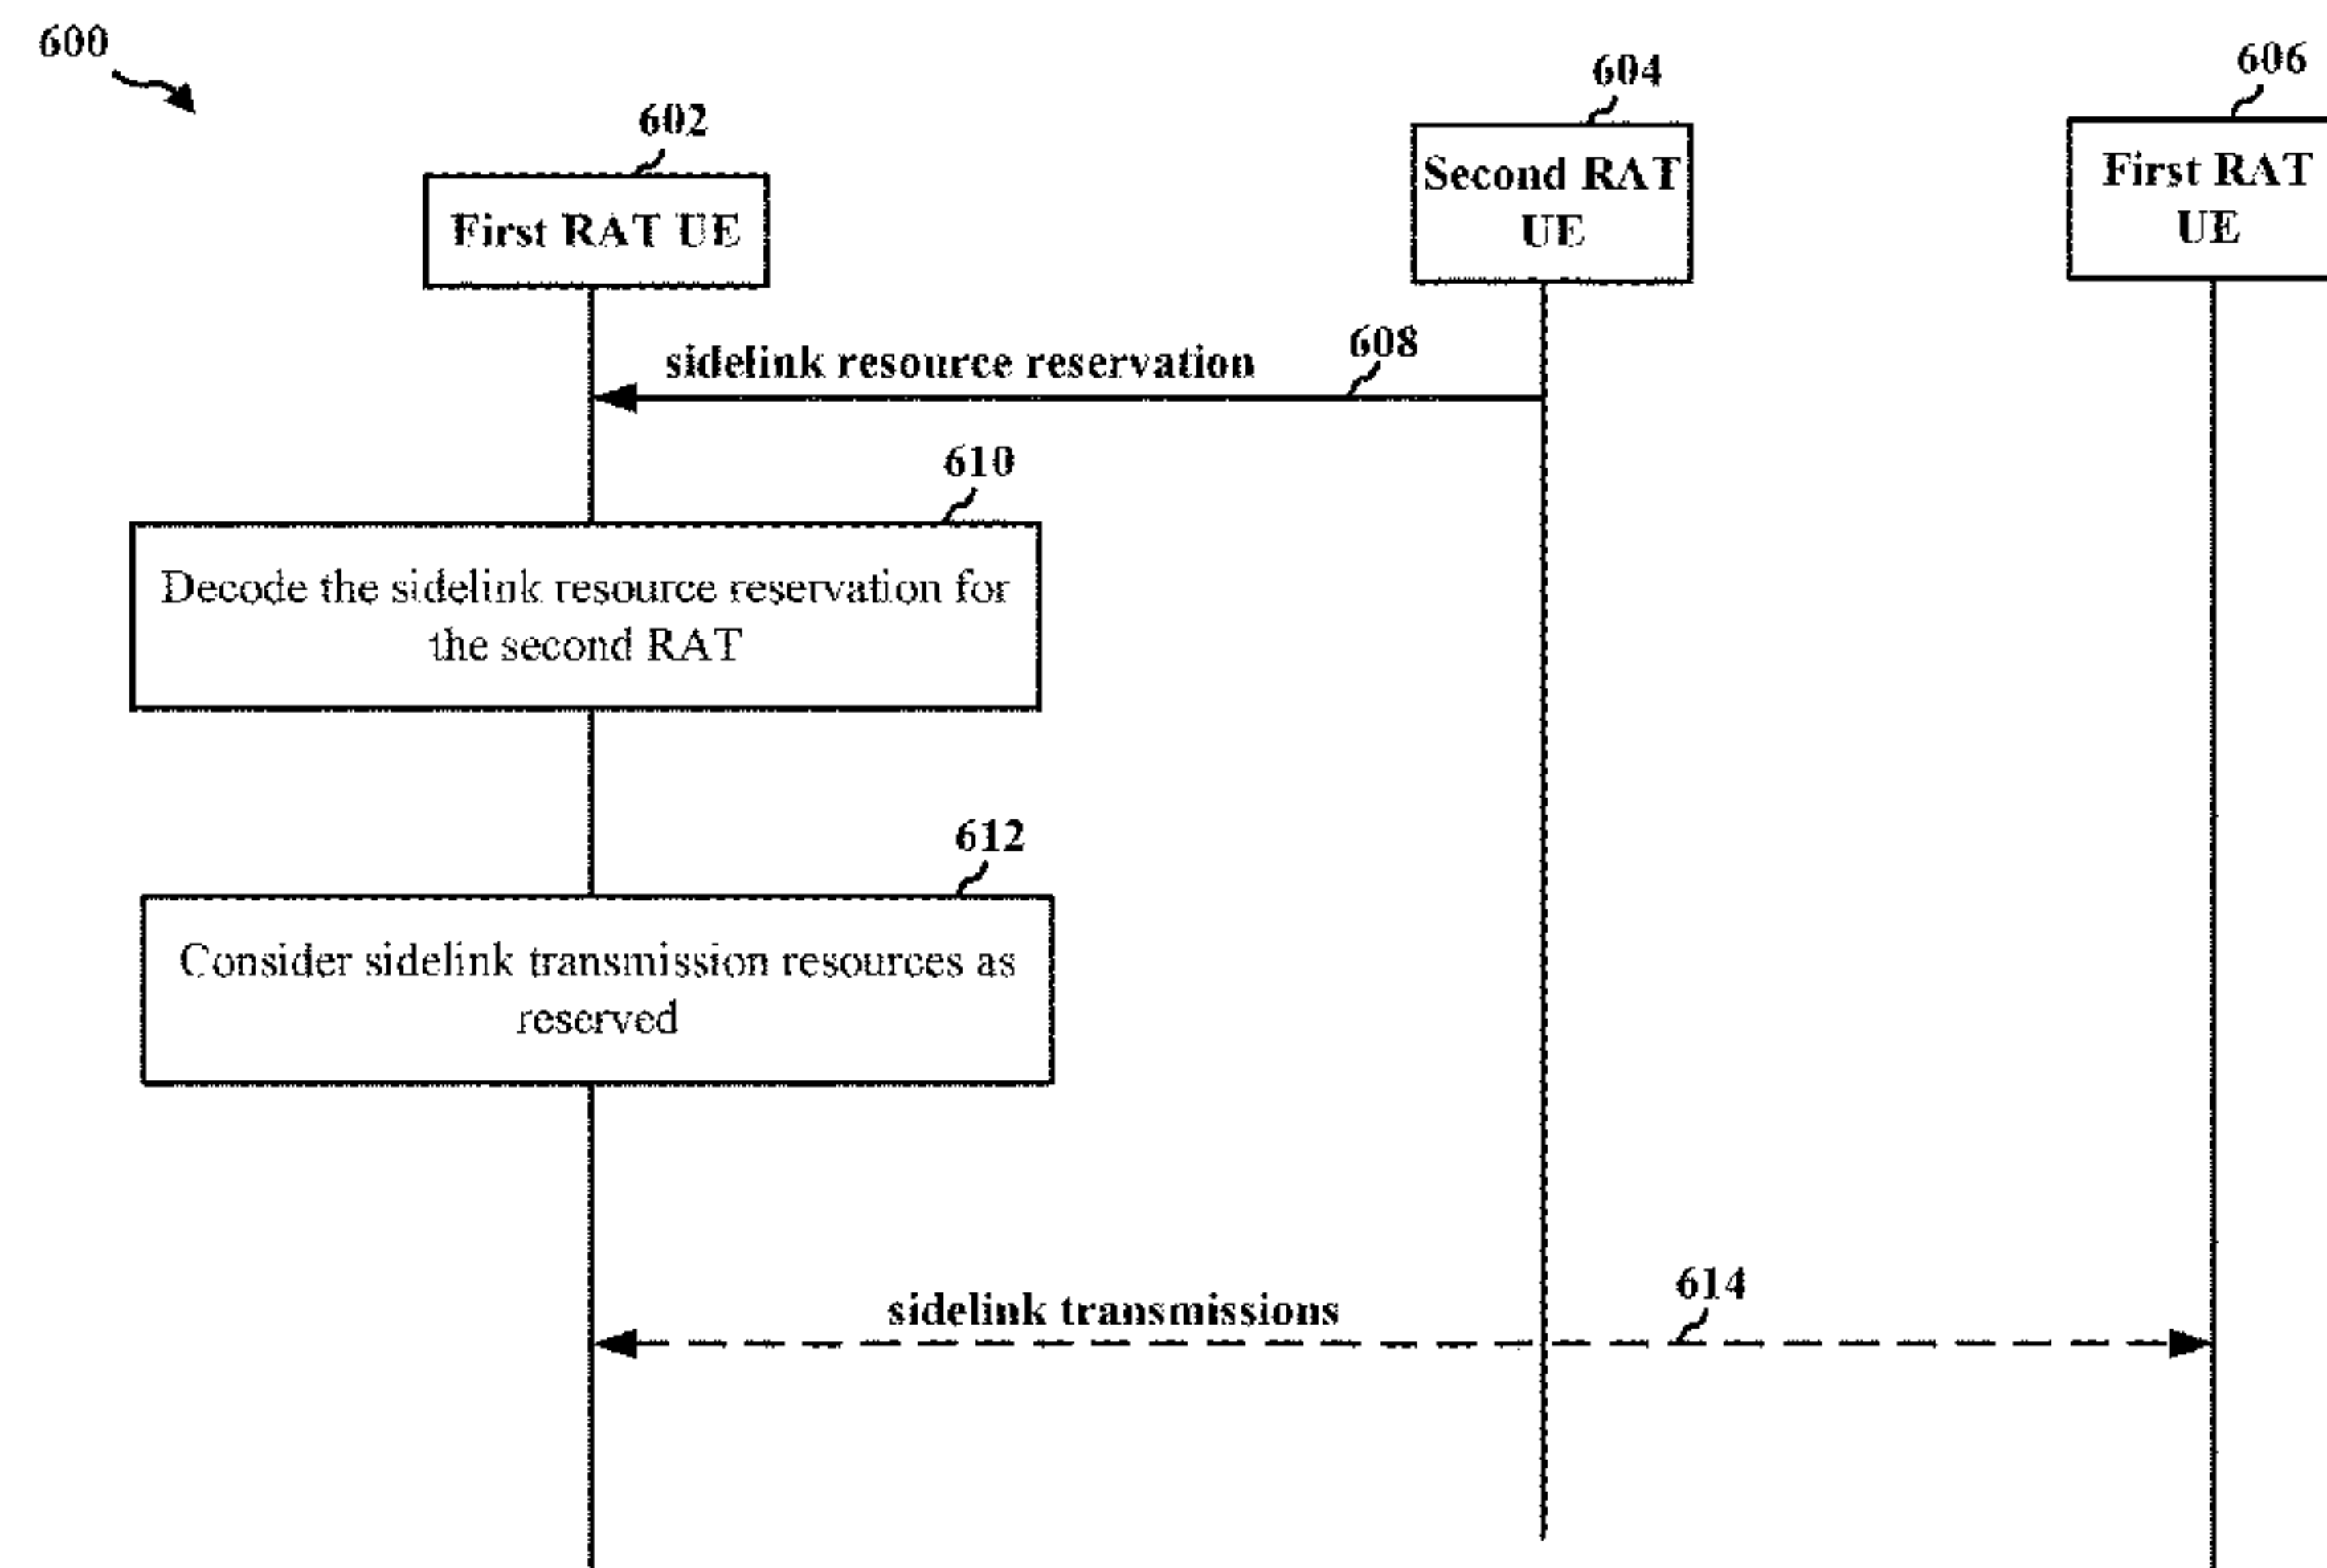 600
602
604
606
First RAT UE
Second RAT
UE
First RAT
UE
sidelink resource reservation
608
610
Decode the sidelink resource reservation for
the second RAT
612
Consider sidelink transmission resources as
reserved
sidelink transmissions
614